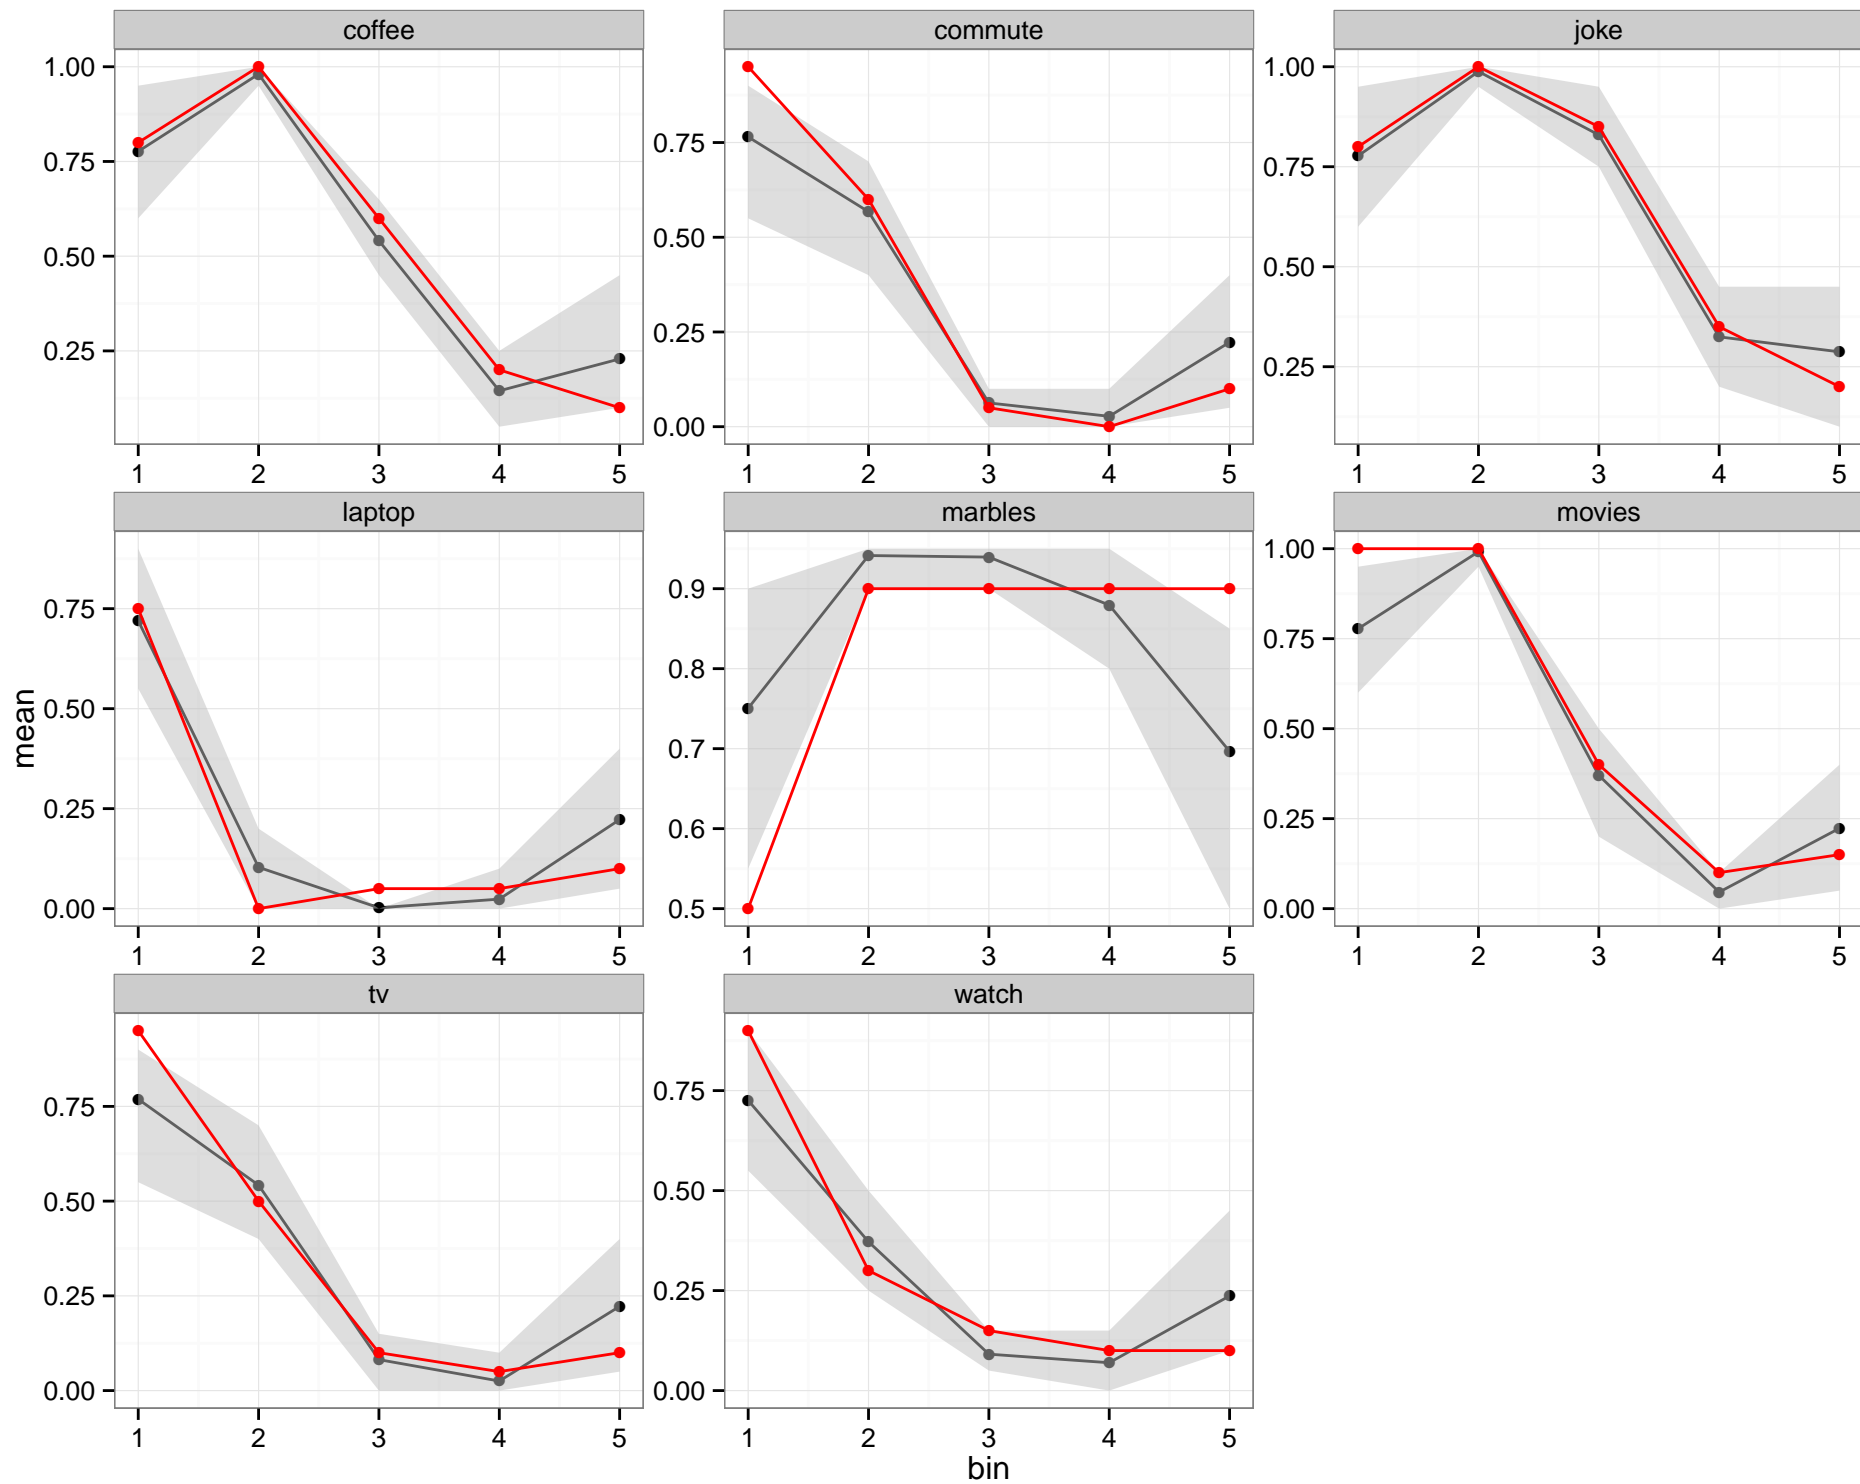 coffee commute joke
1.00 1.00
0.75 0.75 0.75
0.50 0.50 0.50
0.25 0.25 0.25
0.00
1 2 3 4 5 1 2 3 4 5 1 2 3 4 5
laptop marbles movies
1.00
0.75 0.9 0.75
0.50 0.8 0.50
0.25 0.7 0.25
0.00 0.6 0.00
0.5
1 2 3 4 5 1 2 3 4 5 1 2 3 4 5
mean
tv watch
0.75 0.75
0.50 0.50
0.25 0.25
0.00 0.00
1 2 3 4 5 1 2 3 4 5
bin